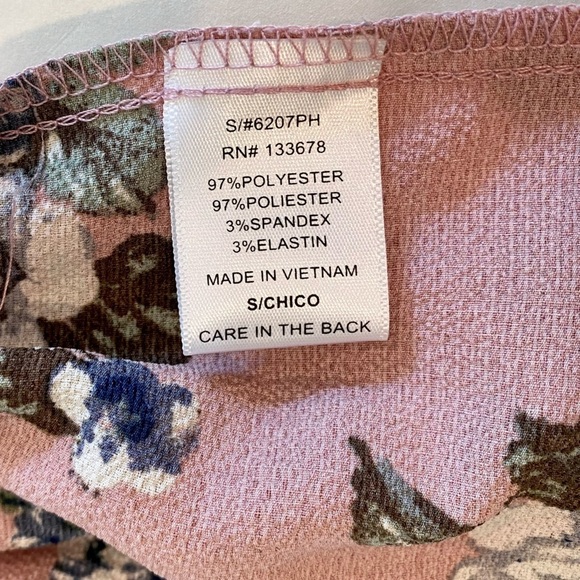 S/#6207PH
RN# 133678
97%POLYESTER
97%POLIESTER
3%SPANDEX
3%ELASTIN
MADE IN VIETNAM
S/CHICO
CARE IN THE BACK